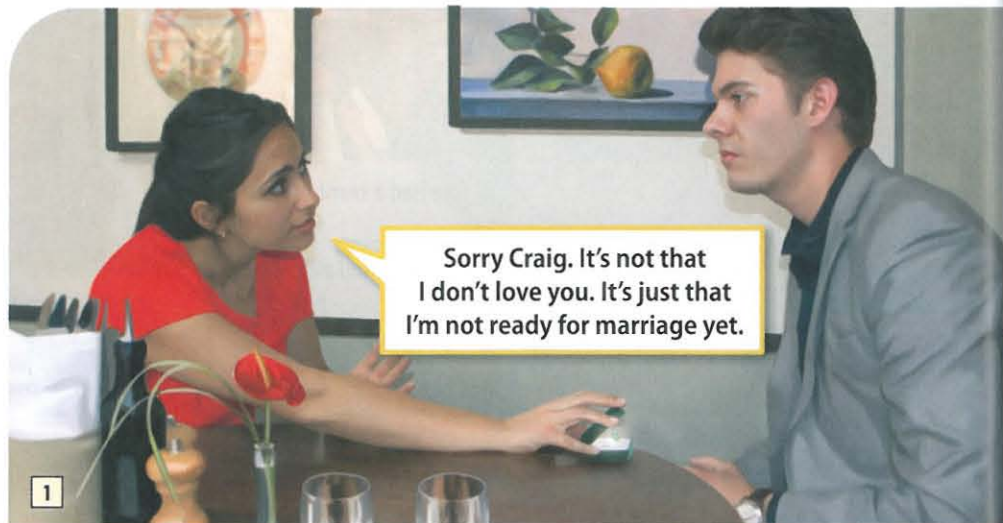 Sorry Craig. It's not that
I don't love you. It's just that
I'm not ready for marriage yet.
1